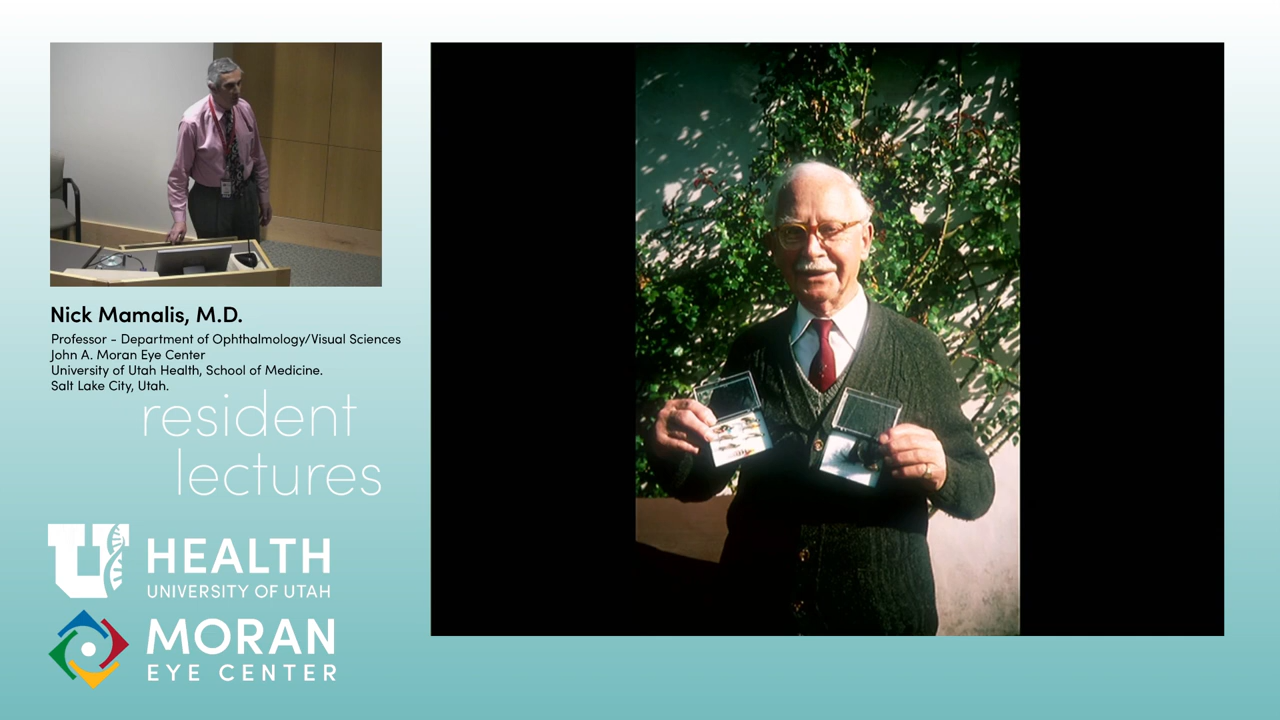 Nick Mamalis, M.D.
Professor - Department of Ophthalmology/Visual Sciences
John A. Moran Eye Center
University of Utah Health, School of Medicine.
Salt Lake City, Utah.
resident
lectures
U HEALTH
UNIVERSITY OF UTAH
MORAN
EYE CENTER